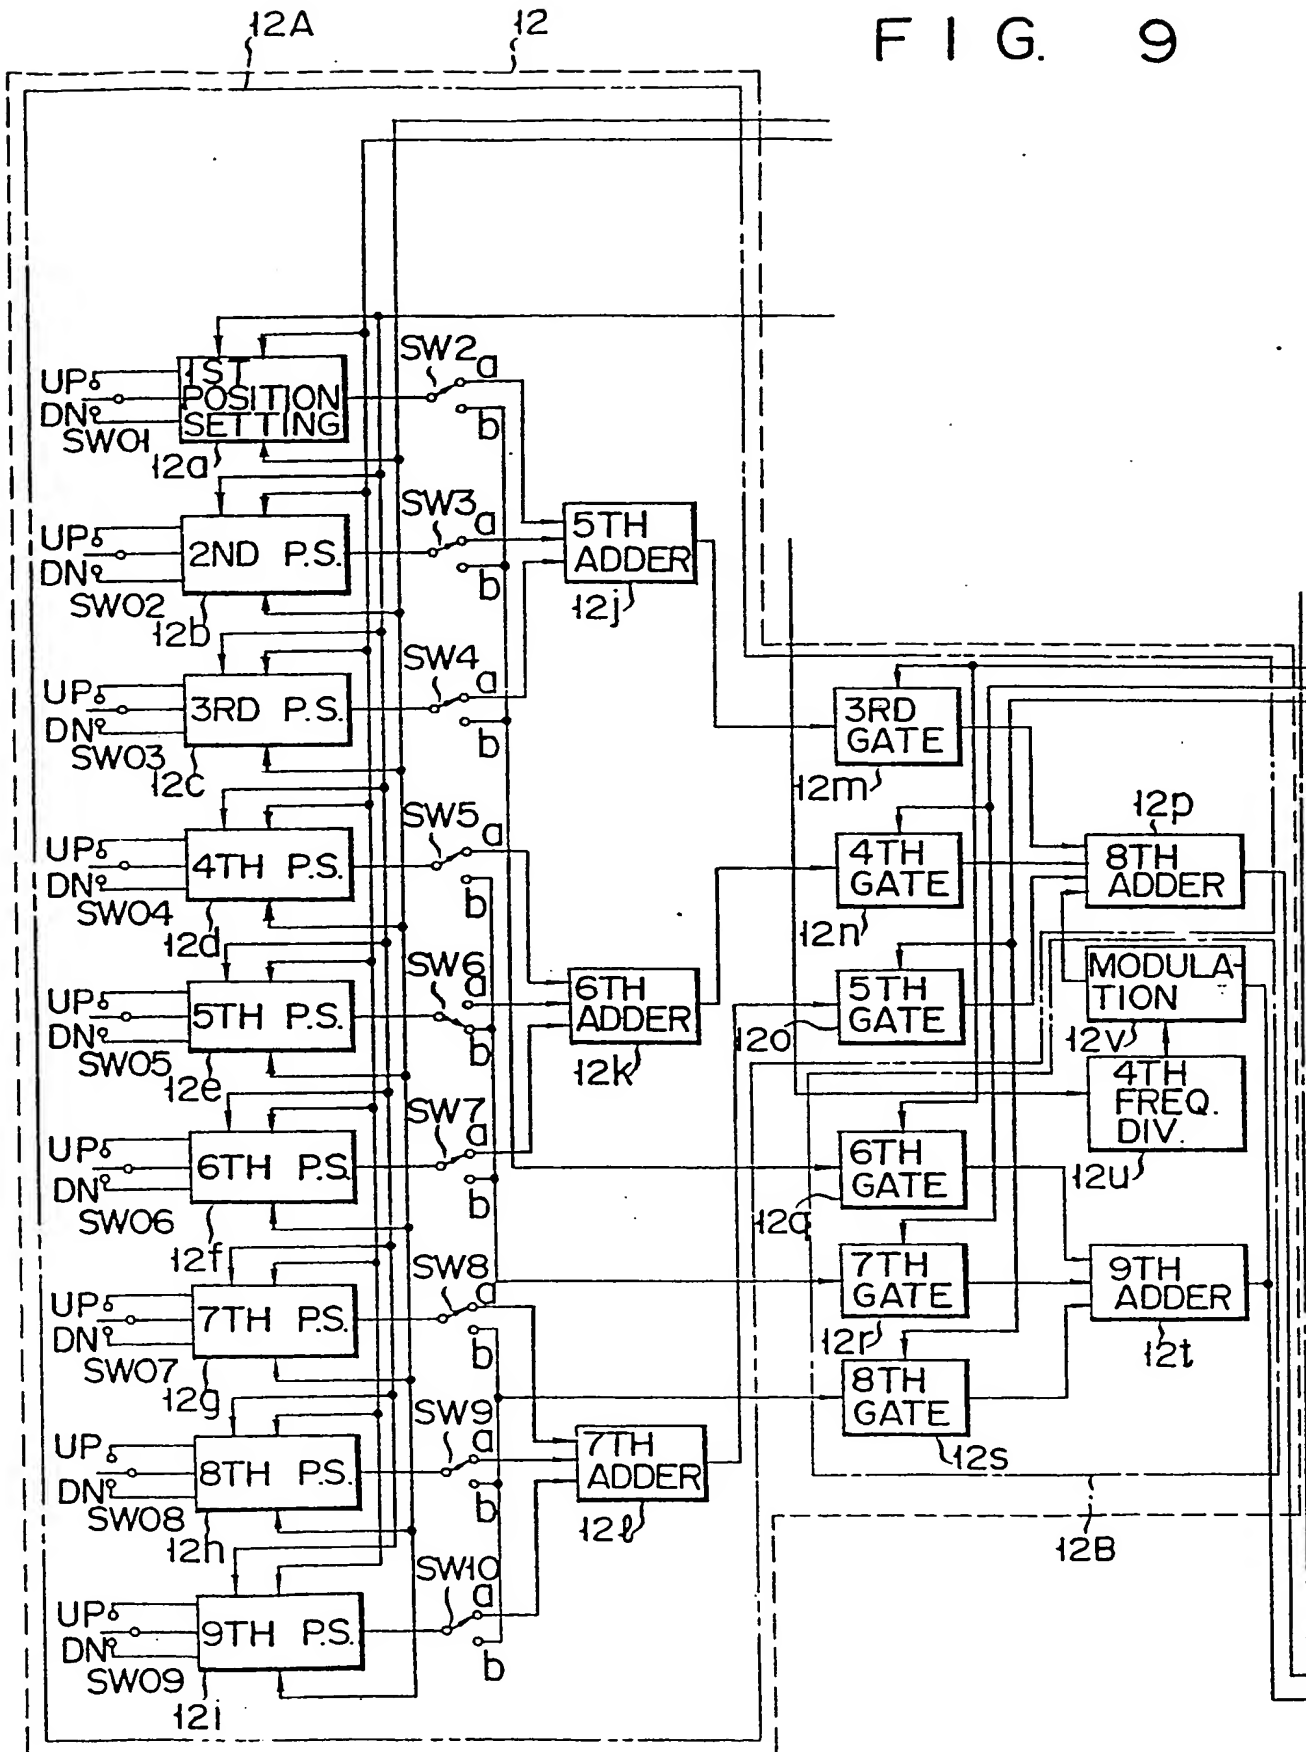 12A
12
FIG. 9
UP
DN
SW01
1ST
POSITION
SETTING
12a
SW2
a
b
UP
DN
SW02
2ND P.S.
12b
SW3
a
b
5TH
ADDER
12j
UP
DN
SW03
3RD P.S.
12c
SW4
a
b
3RD
GATE
12m
UP
DN
SW04
4TH P.S.
12d
SW5
a
b
4TH
GATE
12n
12p
8TH
ADDER
UP
DN
SW05
5TH P.S.
12e
SW6
a
b
6TH
ADDER
12k
5TH
GATE
12o
MODULA-
TION
12v
4TH
FREQ.
DIV.
12u
UP
DN
SW06
6TH P.S.
12f
SW7
a
b
6TH
GATE
12q
UP
DN
SW07
7TH P.S.
12g
SW8
a
b
7TH
GATE
12r
9TH
ADDER
12t
UP
DN
SW08
8TH P.S.
12h
SW9
a
b
7TH
ADDER
12l
8TH
GATE
12s
12B
UP
DN
SW09
9TH P.S.
12i
SW10
a
b